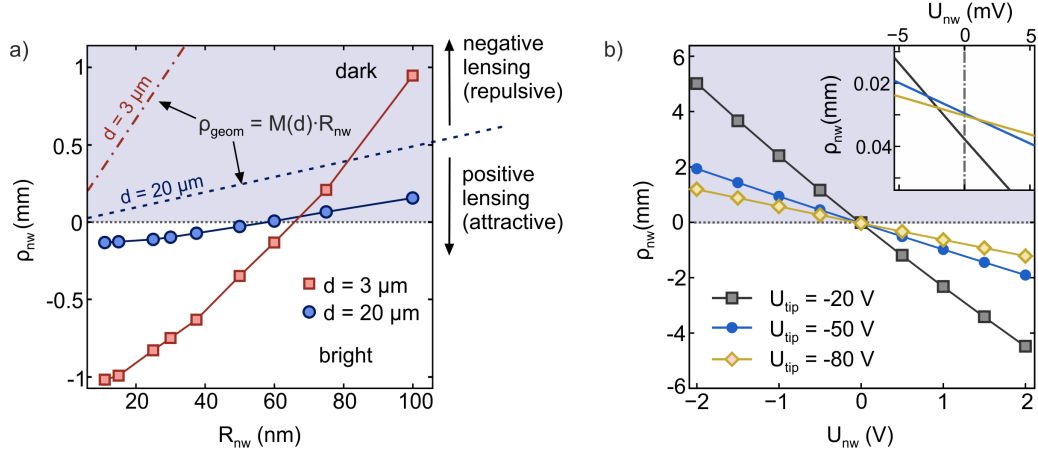 a)
1
0.5
0
-0.5
-1
ρnw (mm)
20
40
60
80
100
Rnw (nm)
d = 3 µm
d = 20 µm
ρgeom = M(d)·Rnw
dark
bright
d = 3 µm
d = 20 µm
negative
lensing
(repulsive)
positive
lensing
(attractive)
b)
6
4
2
0
-2
-4
-6
ρnw(mm)
−2
−1
0
1
2
Unw (V)
Utip = -20 V
Utip = -50 V
Utip = -80 V
Unw (mV)
−5
0
5
0.02
0.04
ρnw(mm)